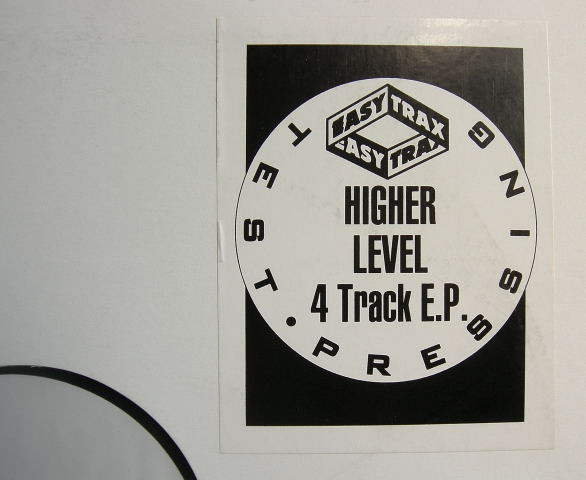 EASY TRAX
EASY TRAX
HIGHER
LEVEL
4 Track E.P.
TEST · PRESSING